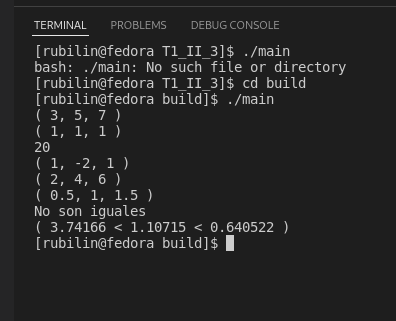 TERMINAL PROBLEMS DEBUG CONSOLE
[rubilin@fedora T1_II_3]$ ./main
bash: ./main: No such file or directory
[rubilin@fedora T1_II_3]$ cd build
[rubilin@fedora build]$ ./main
( 3, 5, 7 )
( 1, 1, 1 )
20
( 1, -2, 1 )
( 2, 4, 6 )
( 0.5, 1, 1.5 )
No son iguales
( 3.74166 < 1.10715 < 0.640522 )
[rubilin@fedora build]$